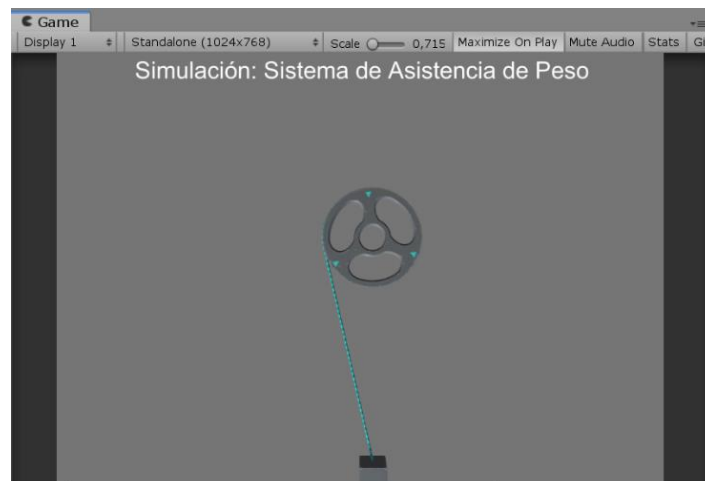 Game
Display 1 Standalone (1024x768) Scale 0,715 Maximize On Play Mute Audio Stats
Simulación: Sistema de Asistencia de Peso